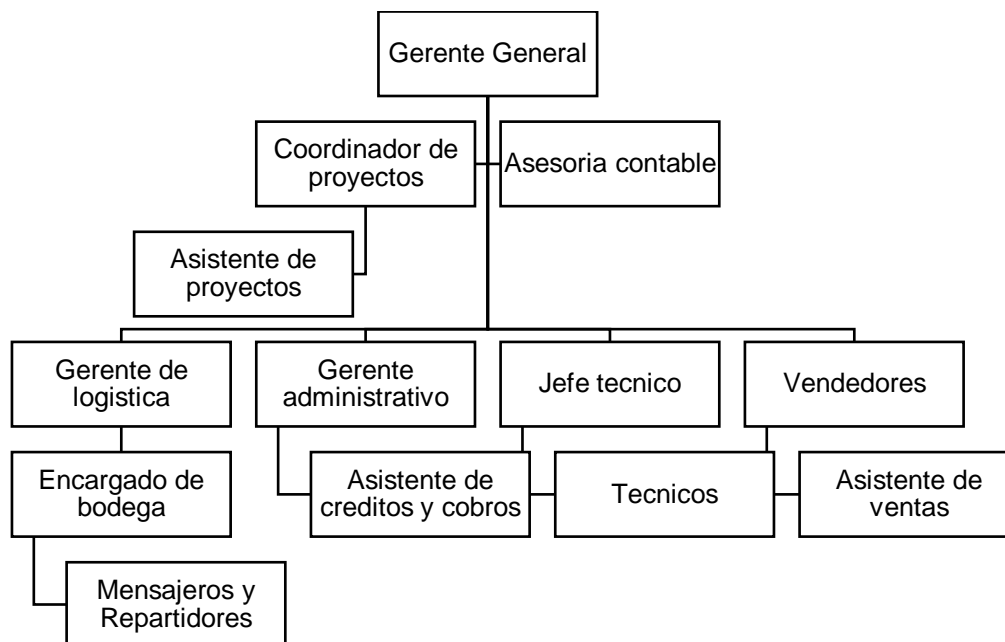 Gerente General
Coordinador de
proyectos
Asesoria contable
Asistente de
proyectos
Gerente de
logistica
Gerente
administrativo
Jefe tecnico
Vendedores
Encargado de
bodega
Asistente de
creditos y cobros
Tecnicos
Asistente de
ventas
Mensajeros y
Repartidores